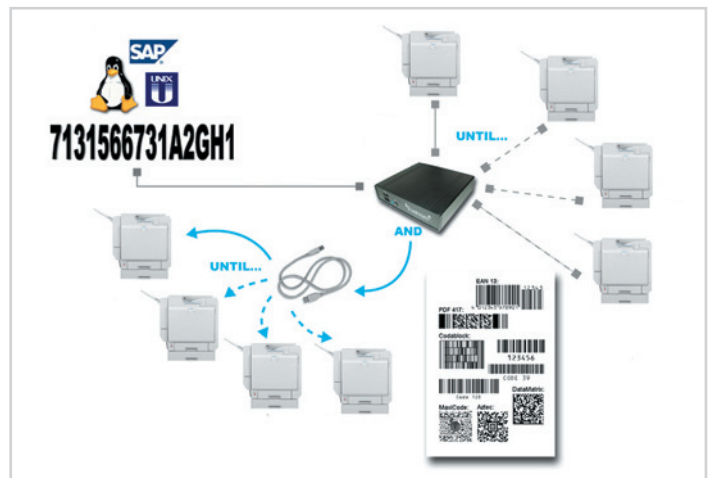 SAP
UNIX
U
7131566731A2GH1
UNTIL...
AND
UNTIL...
EAN 13:
12345
PDF 417:
Codablock:
123456
CODE 39
Code 128
DataMatrix:
MaxiCode: Aztec: